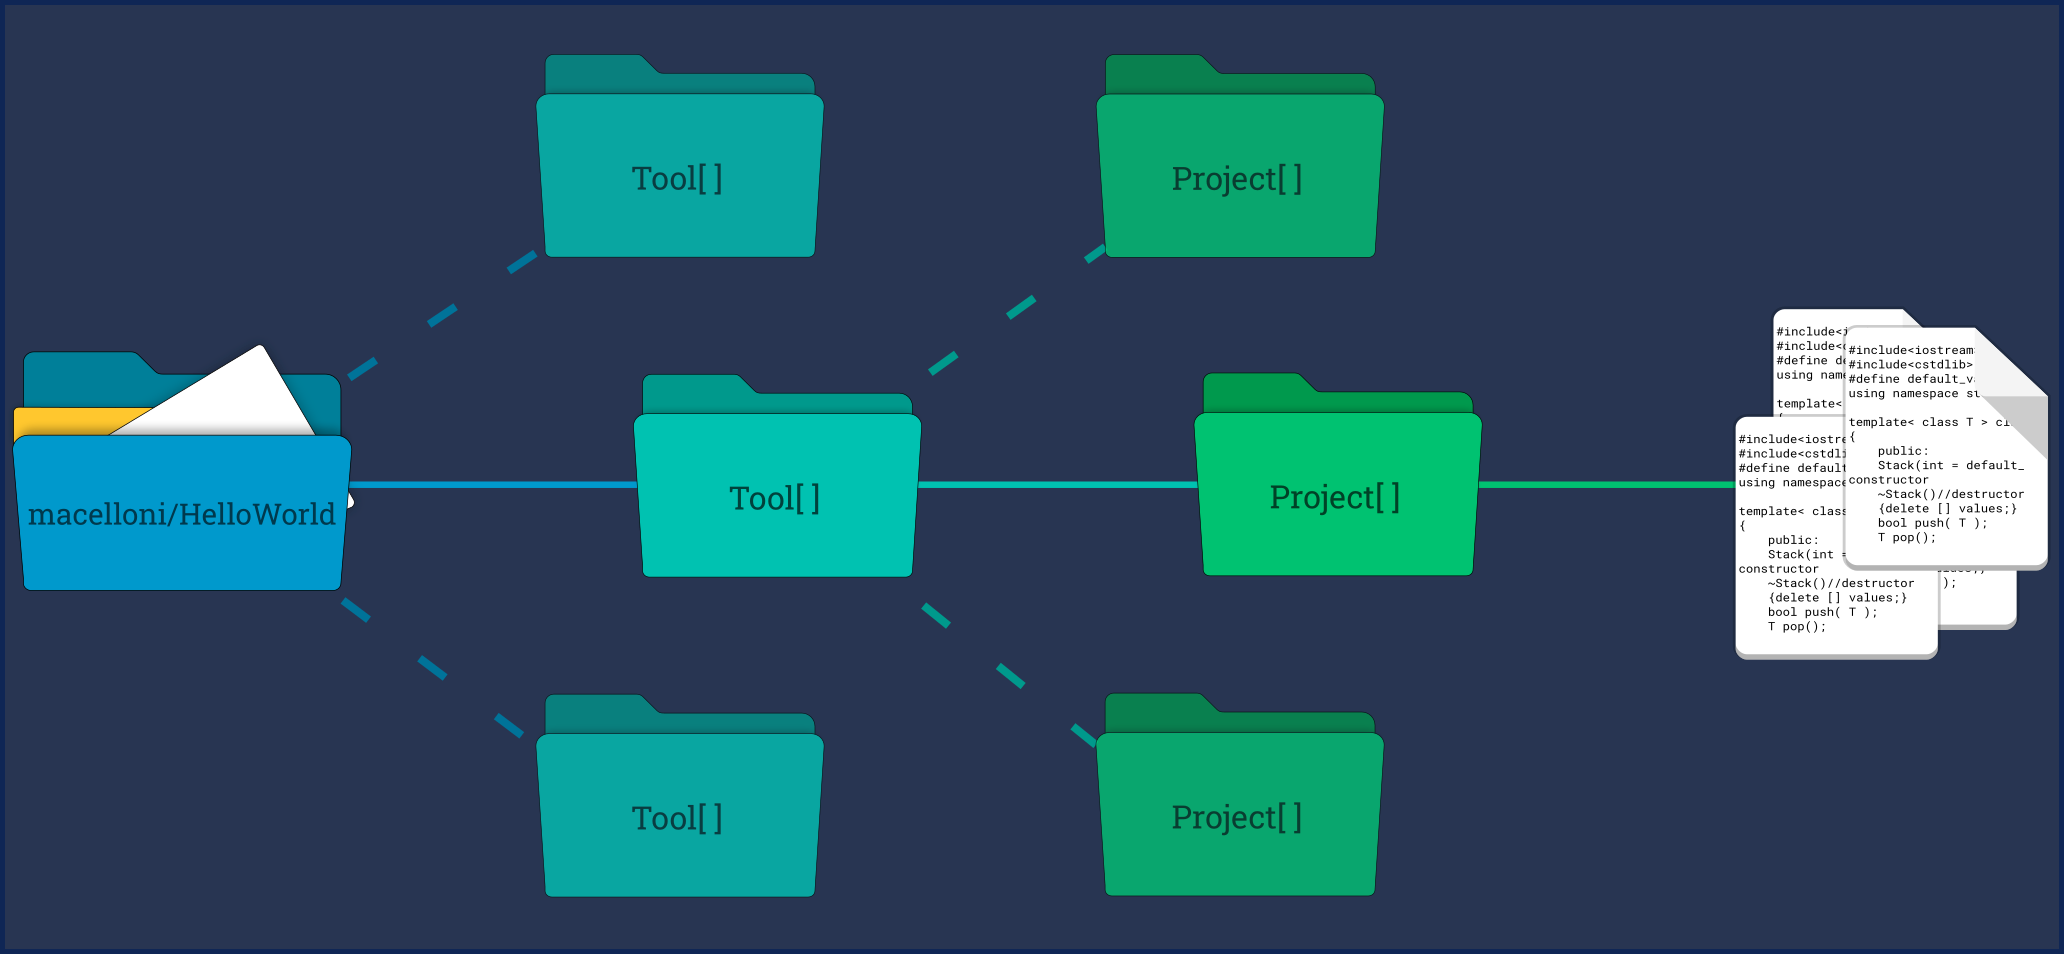 Tool[ ]
Project[ ]
macelloni/HelloWorld
Tool[ ]
Project[ ]
Tool[ ]
Project[ ]
#include<i
#include<
#define de
using name
template<
{
#include<iostre
#include<cstdli
#define default
using namespace
template< class
{
public:
Stack(int =
constructor
~Stack()//destructor
{delete [] values;}
bool push( T );
T pop();
#include<iostream
#include<cstdlib>
#define default_v
using namespace st
template< class T > cl
{
public:
Stack(int = default_
constructor
~Stack()//destructor
{delete [] values;}
bool push( T );
T pop();
);